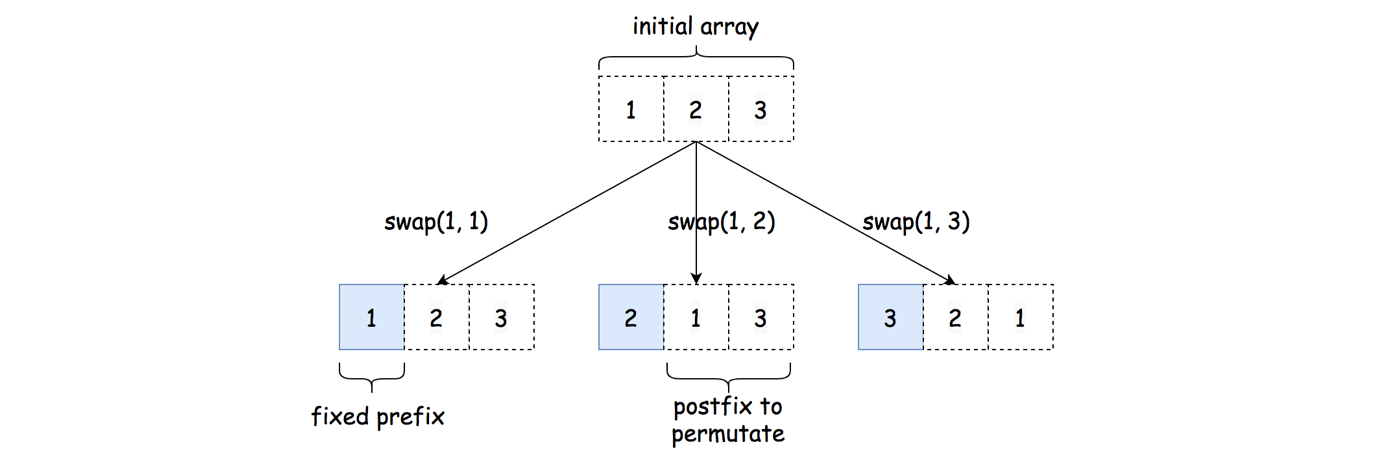 initial array
1 2 3
swap(1, 1) swap(1, 2) swap(1, 3)
1 2 3 2 1 3 3 2 1
fixed prefix
postfix to
permutate